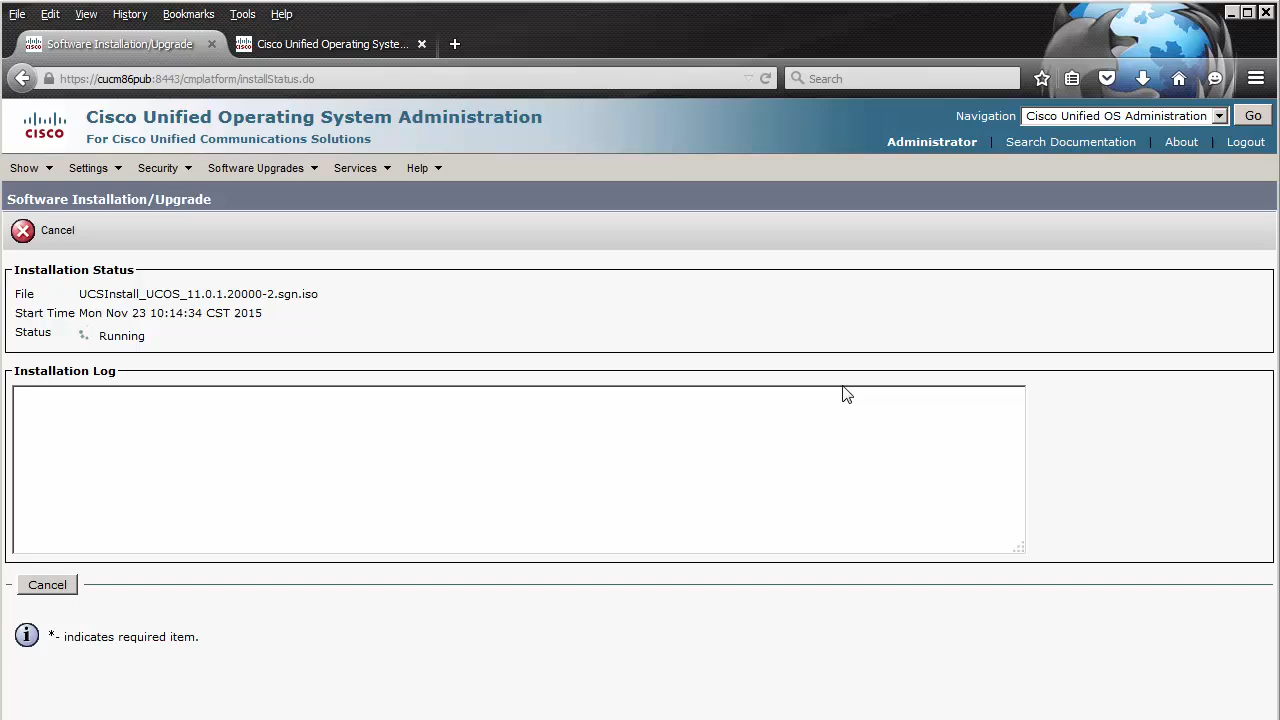 File Edit View History Bookmarks Tools Help
Software Installation/Upgrade × Cisco Unified Operating Syste... × +
https://cucm86pub:8443/cmplatform/installStatus.do Search
CISCO
Cisco Unified Operating System Administration
For Cisco Unified Communications Solutions
Navigation Cisco Unified OS Administration Go
Administrator | Search Documentation | About | Logout
Show Settings Security Software Upgrades Services Help
Software Installation/Upgrade
Cancel
Installation Status
File UCSInstall_UCOS_11.0.1.20000-2.sgn.iso
Start Time Mon Nov 23 10:14:34 CST 2015
Status Running
Installation Log
Cancel
*- indicates required item.